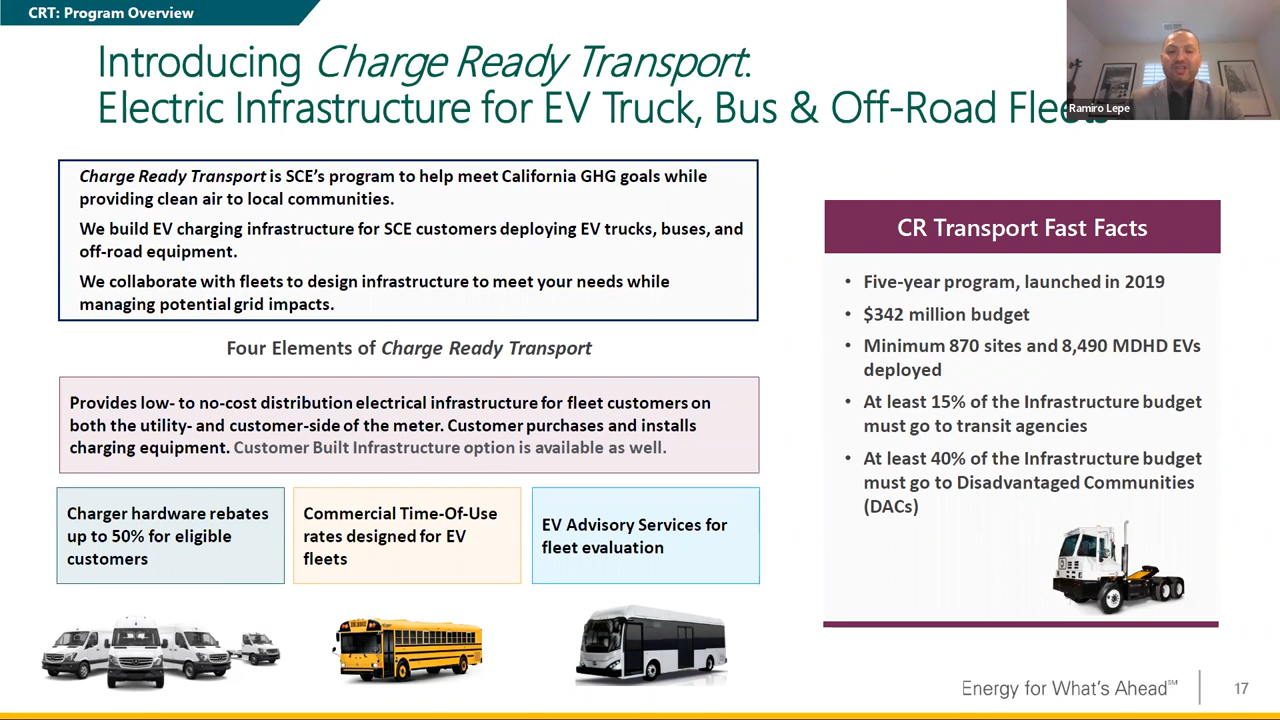 CRT: Program Overview
Introducing Charge Ready Transport:
Electric Infrastructure for EV Truck, Bus & Off-Road Fleets
Ramiro Lepe
Charge Ready Transport is SCE's program to help meet California GHG goals while
providing clean air to local communities.
We build EV charging infrastructure for SCE customers deploying EV trucks, buses, and
off-road equipment.
We collaborate with fleets to design infrastructure to meet your needs while
managing potential grid impacts.
Four Elements of Charge Ready Transport
Provides low- to no-cost distribution electrical infrastructure for fleet customers on
both the utility- and customer-side of the meter. Customer purchases and installs
charging equipment. Customer Built Infrastructure option is available as well.
Charger hardware rebates
up to 50% for eligible
customers
Commercial Time-Of-Use
rates designed for EV
fleets
EV Advisory Services for
fleet evaluation
CR Transport Fast Facts
• Five-year program, launched in 2019
• $342 million budget
• Minimum 870 sites and 8,490 MDHD EVs
deployed
• At least 15% of the Infrastructure budget
must go to transit agencies
• At least 40% of the Infrastructure budget
must go to Disadvantaged Communities
(DACs)
Energy for What's Ahead℠
17